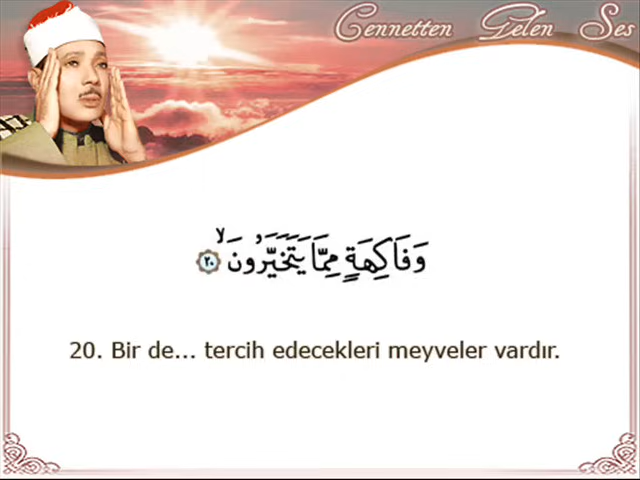 Cennetten Gelen Ses
وَفَاكِهَةٍ مِمَّا يَتَخَيَّرُونَۙ ﴿٢٠﴾
20. Bir de... tercih edecekleri meyveler vardır.